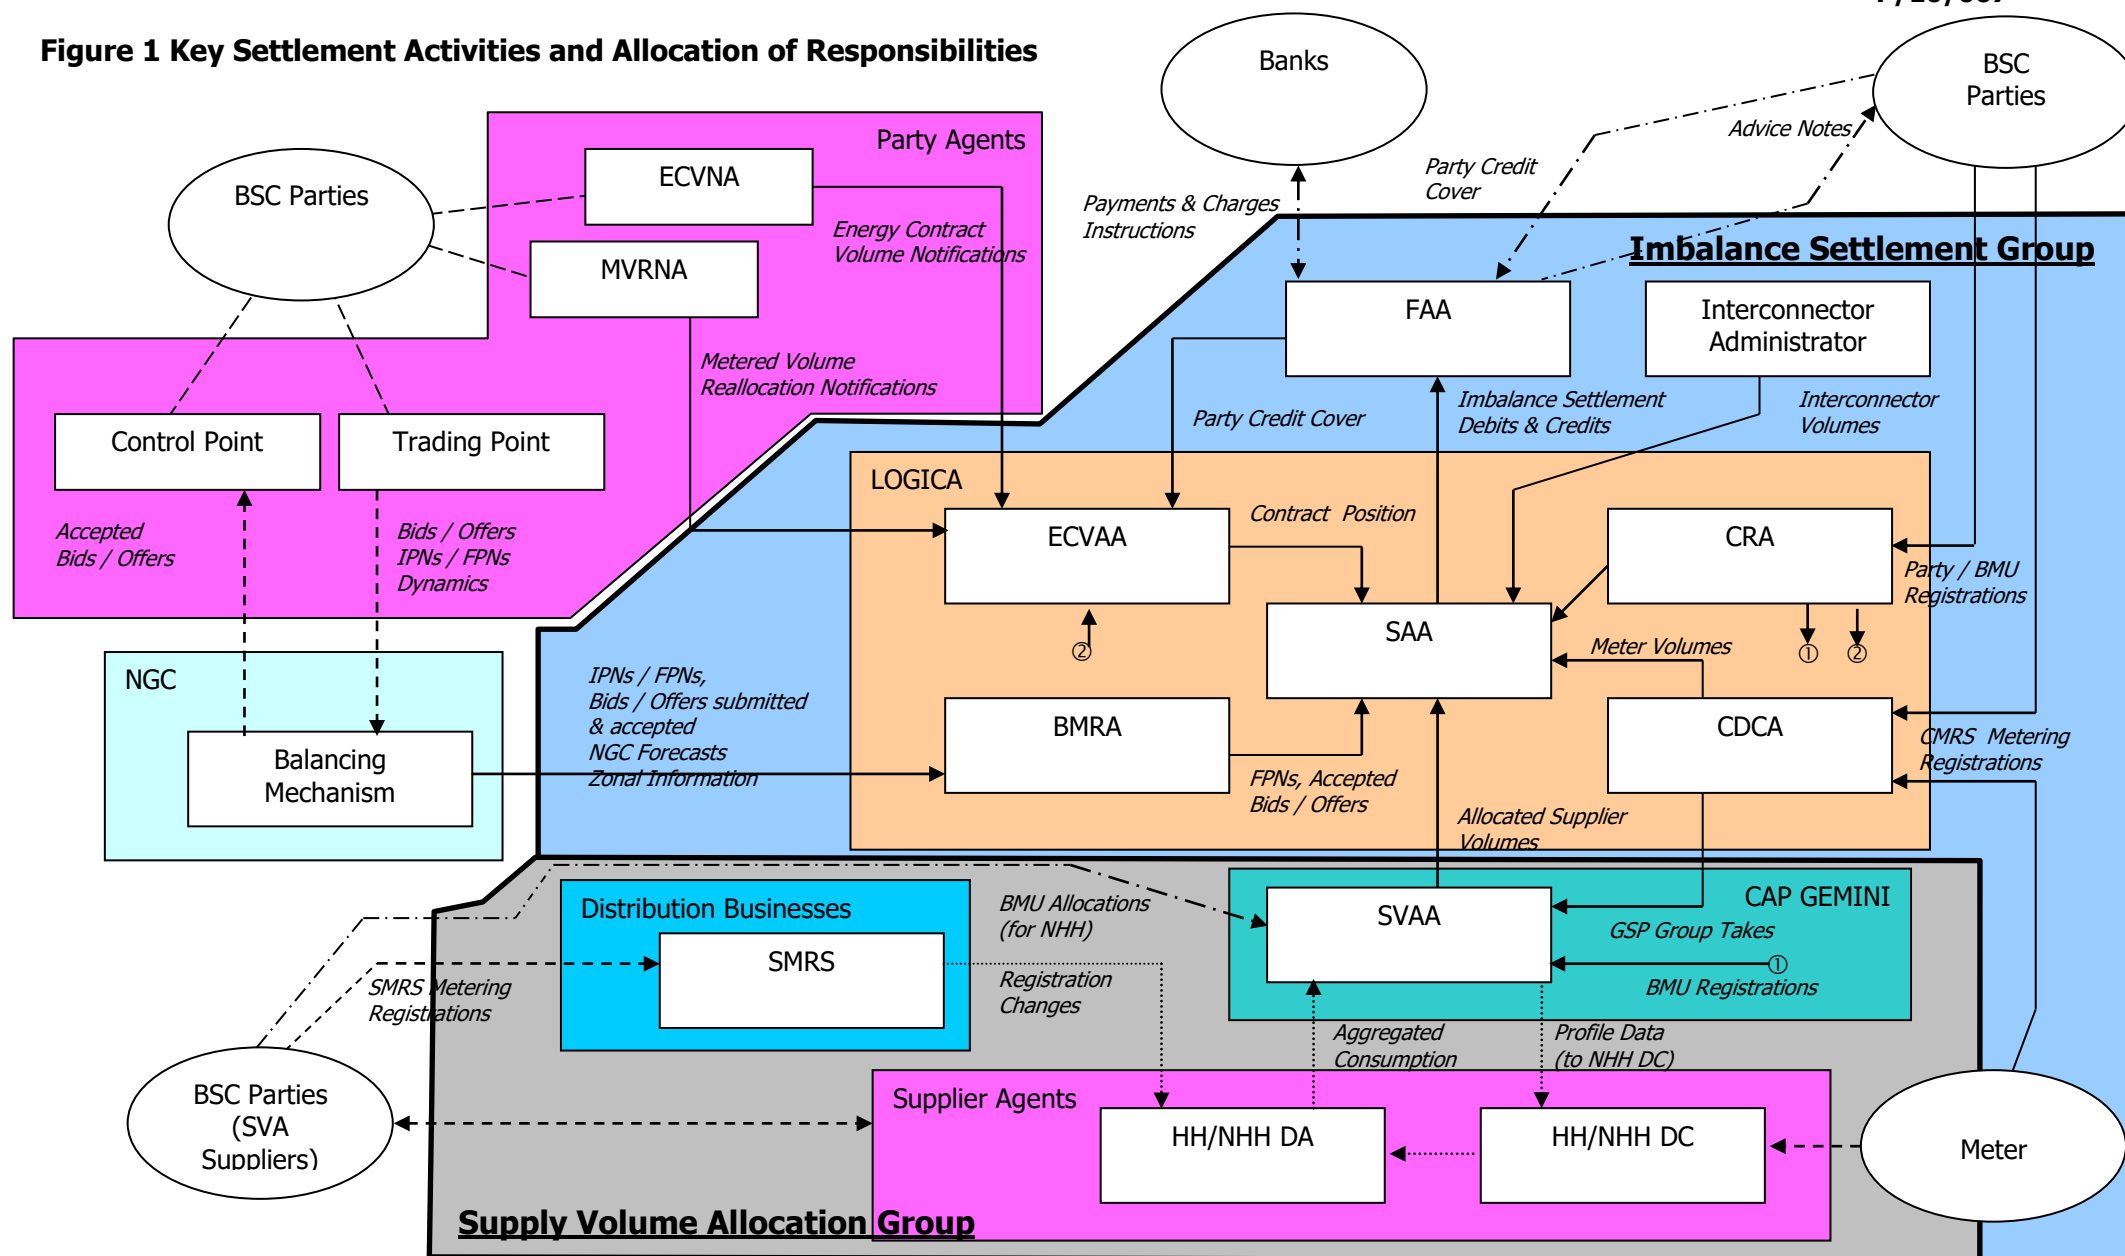 Figure 1 Key Settlement Activities and Allocation of Responsibilities
Banks
BSC
Parties
Party Agents
ECVNA
BSC Parties
MVRNA
Energy Contract
Volume Notifications
Payments & Charges
Instructions
Party Credit
Cover
Advice Notes
Imbalance Settlement Group
FAA
Interconnector
Administrator
Metered Volume
Reallocation Notifications
Party Credit Cover
Imbalance Settlement
Debits & Credits
Interconnector
Volumes
Control Point
Trading Point
Accepted
Bids / Offers
Bids / Offers
IPNs / FPNs
Dynamics
LOGICA
ECVAA
Contract Position
CRA
Party / BMU
Registrations
②
SAA
Meter Volumes
①
②
NGC
Balancing
Mechanism
IPNs / FPNs,
Bids / Offers submitted
& accepted
NGC Forecasts
Zonal Information
BMRA
FPNs, Accepted
Bids / Offers
CDCA
CMRS Metering
Registrations
Allocated Supplier
Volumes
Distribution Businesses
SMRS
BMU Allocations
(for NHH)
Registration
Changes
CAP GEMINI
SVAA
GSP Group Takes
①
BMU Registrations
SMRS Metering
Registrations
Aggregated
Consumption
Profile Data
(to NHH DC)
BSC Parties
(SVA
Suppliers)
Supplier Agents
HH/NHH DA
HH/NHH DC
Meter
Supply Volume Allocation Group